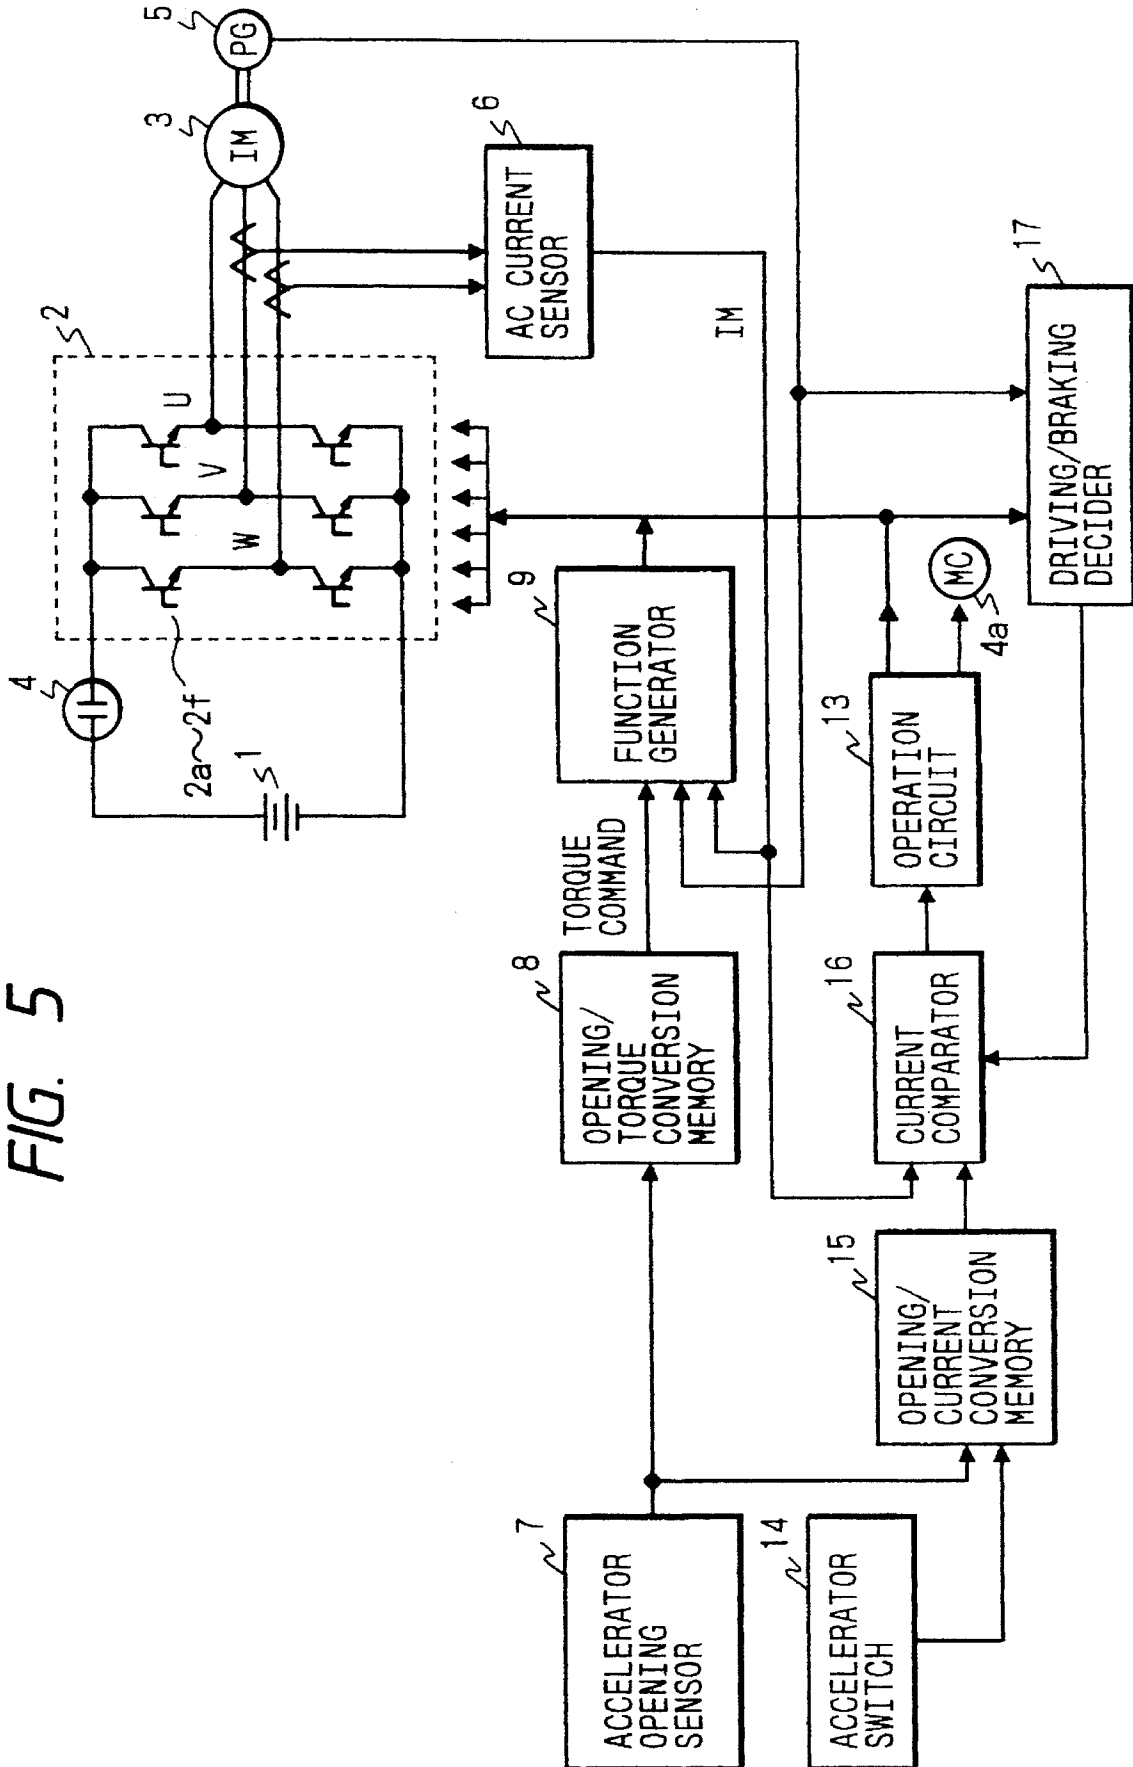 FIG. 5
4
2
3
5
PG
IM
U
V
W
2a~2f
1
6
AC CURRENT
SENSOR
IM
9
FUNCTION
GENERATOR
TORQUE
COMMAND
8
OPENING/
TORQUE
CONVERSION
MEMORY
7
ACCELERATOR
OPENING
SENSOR
14
ACCELERATOR
SWITCH
15
OPENING/
CURRENT
CONVERSION
MEMORY
16
CURRENT
COMPARATOR
13
OPERATION
CIRCUIT
MC
4a
17
DRIVING/BRAKING
DECIDER